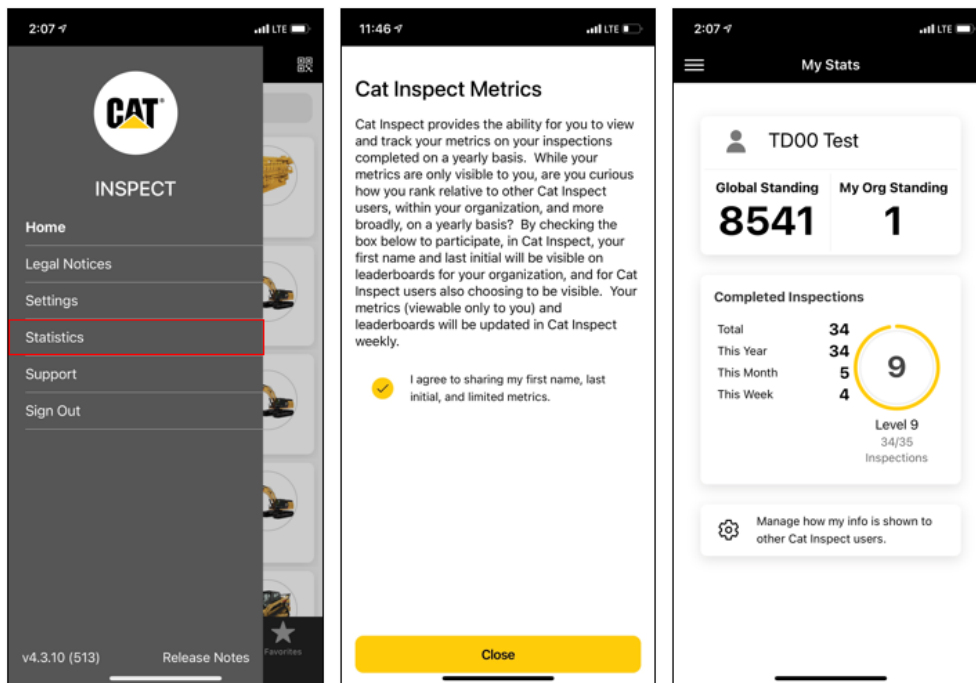 2:07
LTE
CAT
INSPECT
Home
Legal Notices
Settings
Statistics
Support
Sign Out
v4.3.10 (513)
Release Notes
Favorites
11:46
LTE
Cat Inspect Metrics
Cat Inspect provides the ability for you to view
and track your metrics on your inspections
completed on a yearly basis. While your
metrics are only visible to you, are you curious
how you rank relative to other Cat Inspect
users, within your organization, and more
broadly, on a yearly basis? By checking the
box below to participate, in Cat Inspect, your
first name and last initial will be visible on
leaderboards for your organization, and for Cat
Inspect users also choosing to be visible. Your
metrics (viewable only to you) and
leaderboards will be updated in Cat Inspect
weekly.
I agree to sharing my first name, last
initial, and limited metrics.
Close
2:07
LTE
My Stats
TD00 Test
Global Standing My Org Standing
8541 1
Completed Inspections
Total 34
This Year 34
This Month 5
This Week 4
9
Level 9
34/35
Inspections
Manage how my info is shown to
other Cat Inspect users.